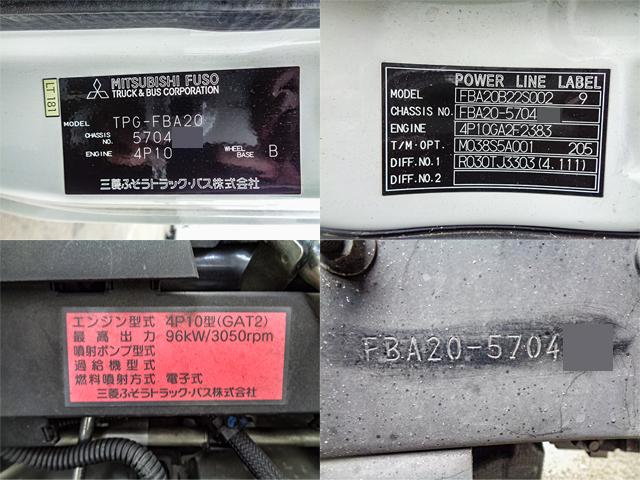 LT 181
MITSUBISHI FUSO
TRUCK & BUS CORPORATION
MODEL TPG-FBA20
CHASSIS NO. 5704
ENGINE 4P10 WHEEL BASE B
三菱ふそうトラック・バス株式会社
POWER LINE LABEL
MODEL FBA20B22S002 9
CHASSIS NO. FBA20-5704
ENGINE 4P10GA2F2383
T/M・OPT. M038S5A001 205
DIFF.NO.1 R030TJ3303(4.111)
DIFF.NO.2
エンジン型式 4P10型(GAT2)
最高出力 96kW/3050rpm
噴射ポンプ型式
過給機型式
燃料噴射方式 電子式
三菱ふそうトラック・バス株式会社
FBA20-5704